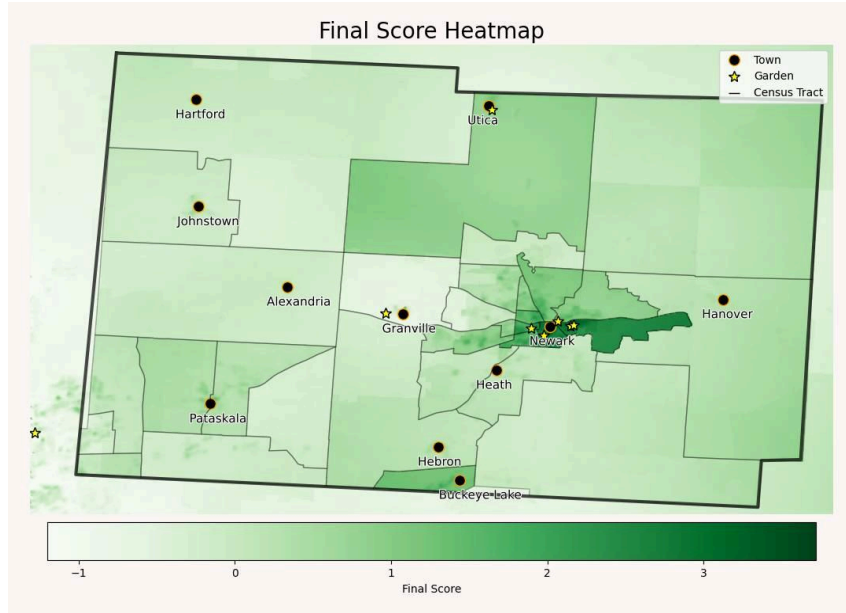 Final Score Heatmap
Town
Garden
Census Tract
Hartford
Utica
Johnstown
Alexandria
Granville
Hanover
Newark
Heath
Pataskala
Hebron
Buckeye Lake
−1
0
1
2
3
Final Score